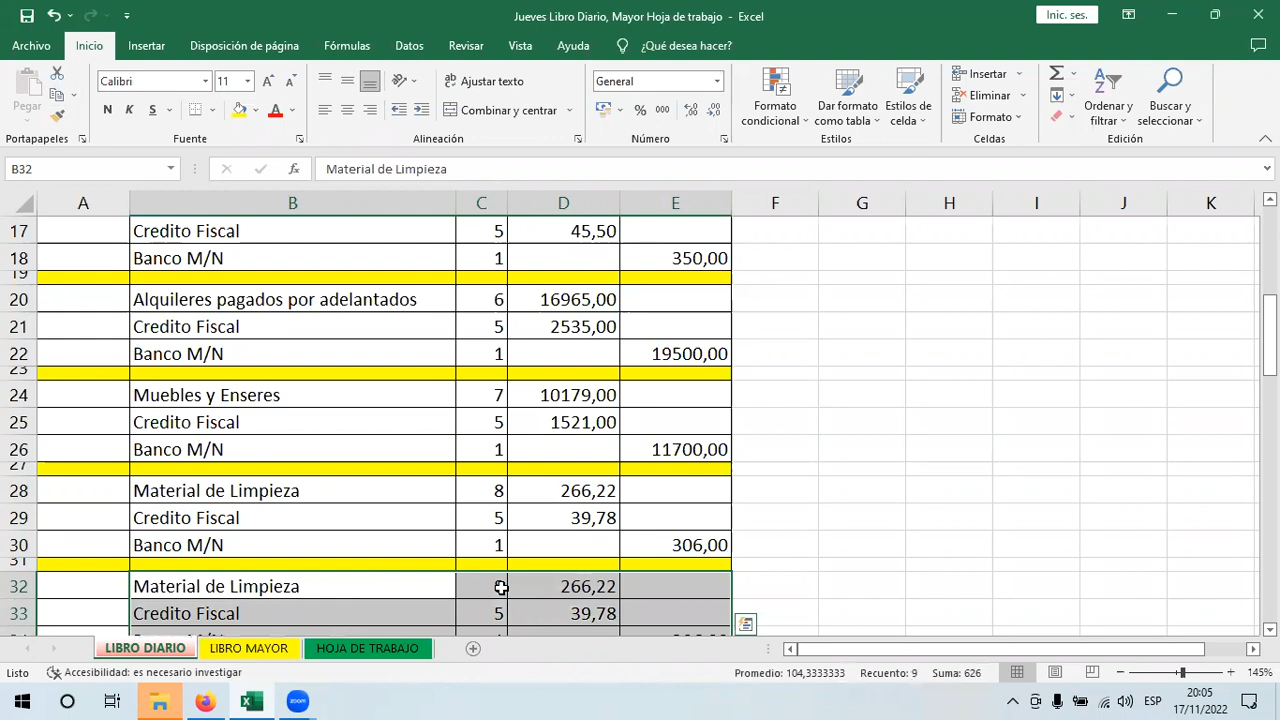 Jueves Libro Diario, Mayor Hoja de trabajo - Excel
Inic. ses.
Archivo Inicio Insertar Disposición de página Fórmulas Datos Revisar Vista Ayuda ¿Qué desea hacer?
Pegar
Calibri 11
N K S
Ajustar texto
Combinar y centrar
General
% 000
Formato condicional
Dar formato como tabla
Estilos de celda
Insertar
Eliminar
Formato
Ordenar y filtrar
Buscar y seleccionar
Portapapeles Fuente Alineación Número Estilos Celdas Edición
B32 fx Material de Limpieza
A B C D E F G H I J K
17 Credito Fiscal 5 45,50
18 Banco M/N 1 350,00
19
20 Alquileres pagados por adelantados 6 16965,00
21 Credito Fiscal 5 2535,00
22 Banco M/N 1 19500,00
23
24 Muebles y Enseres 7 10179,00
25 Credito Fiscal 5 1521,00
26 Banco M/N 1 11700,00
27
28 Material de Limpieza 8 266,22
29 Credito Fiscal 5 39,78
30 Banco M/N 1 306,00
31
32 Material de Limpieza 266,22
33 Credito Fiscal 5 39,78
LIBRO DIARIO LIBRO MAYOR HOJA DE TRABAJO
Listo Accesibilidad: es necesario investigar Promedio: 104,3333333 Recuento: 9 Suma: 626 145%
zoom
ESP
20:05
17/11/2022